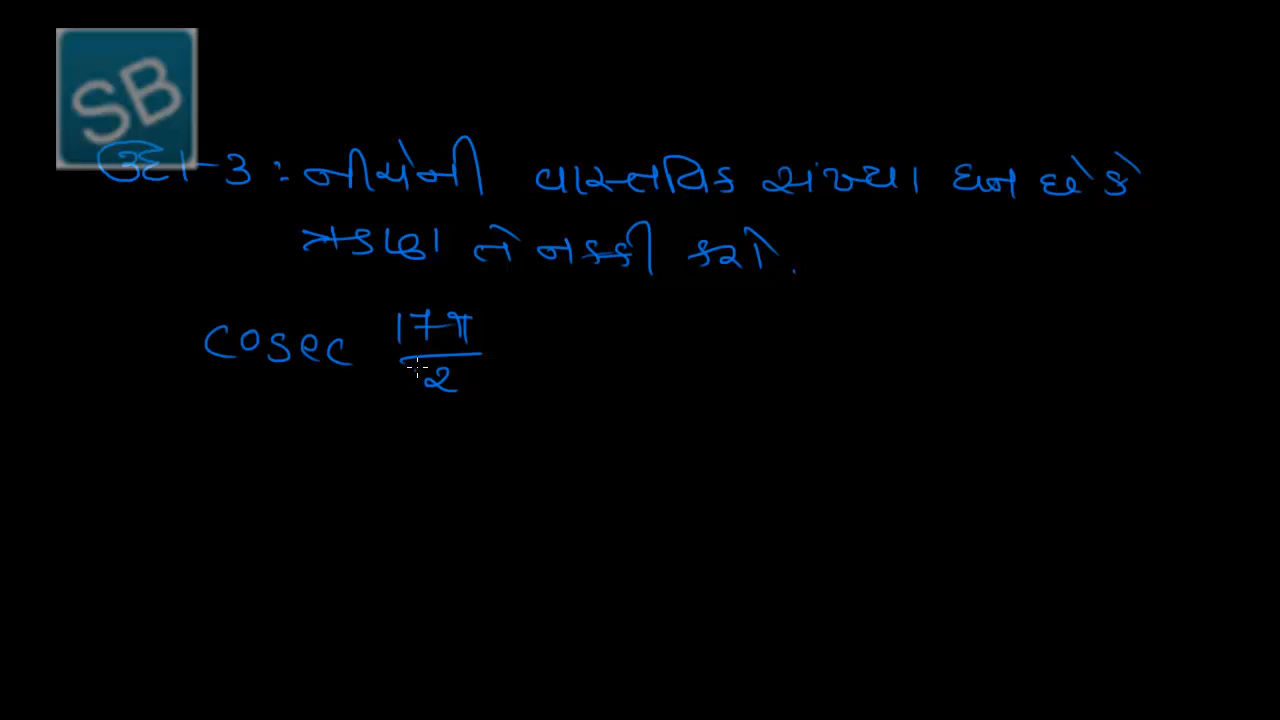 SB
ઉદા-3 : નીચેની વાસ્તવિક સંખ્યા ધન છે કે
ઋણ તે નક્કી કરો.
cosec 17π/2